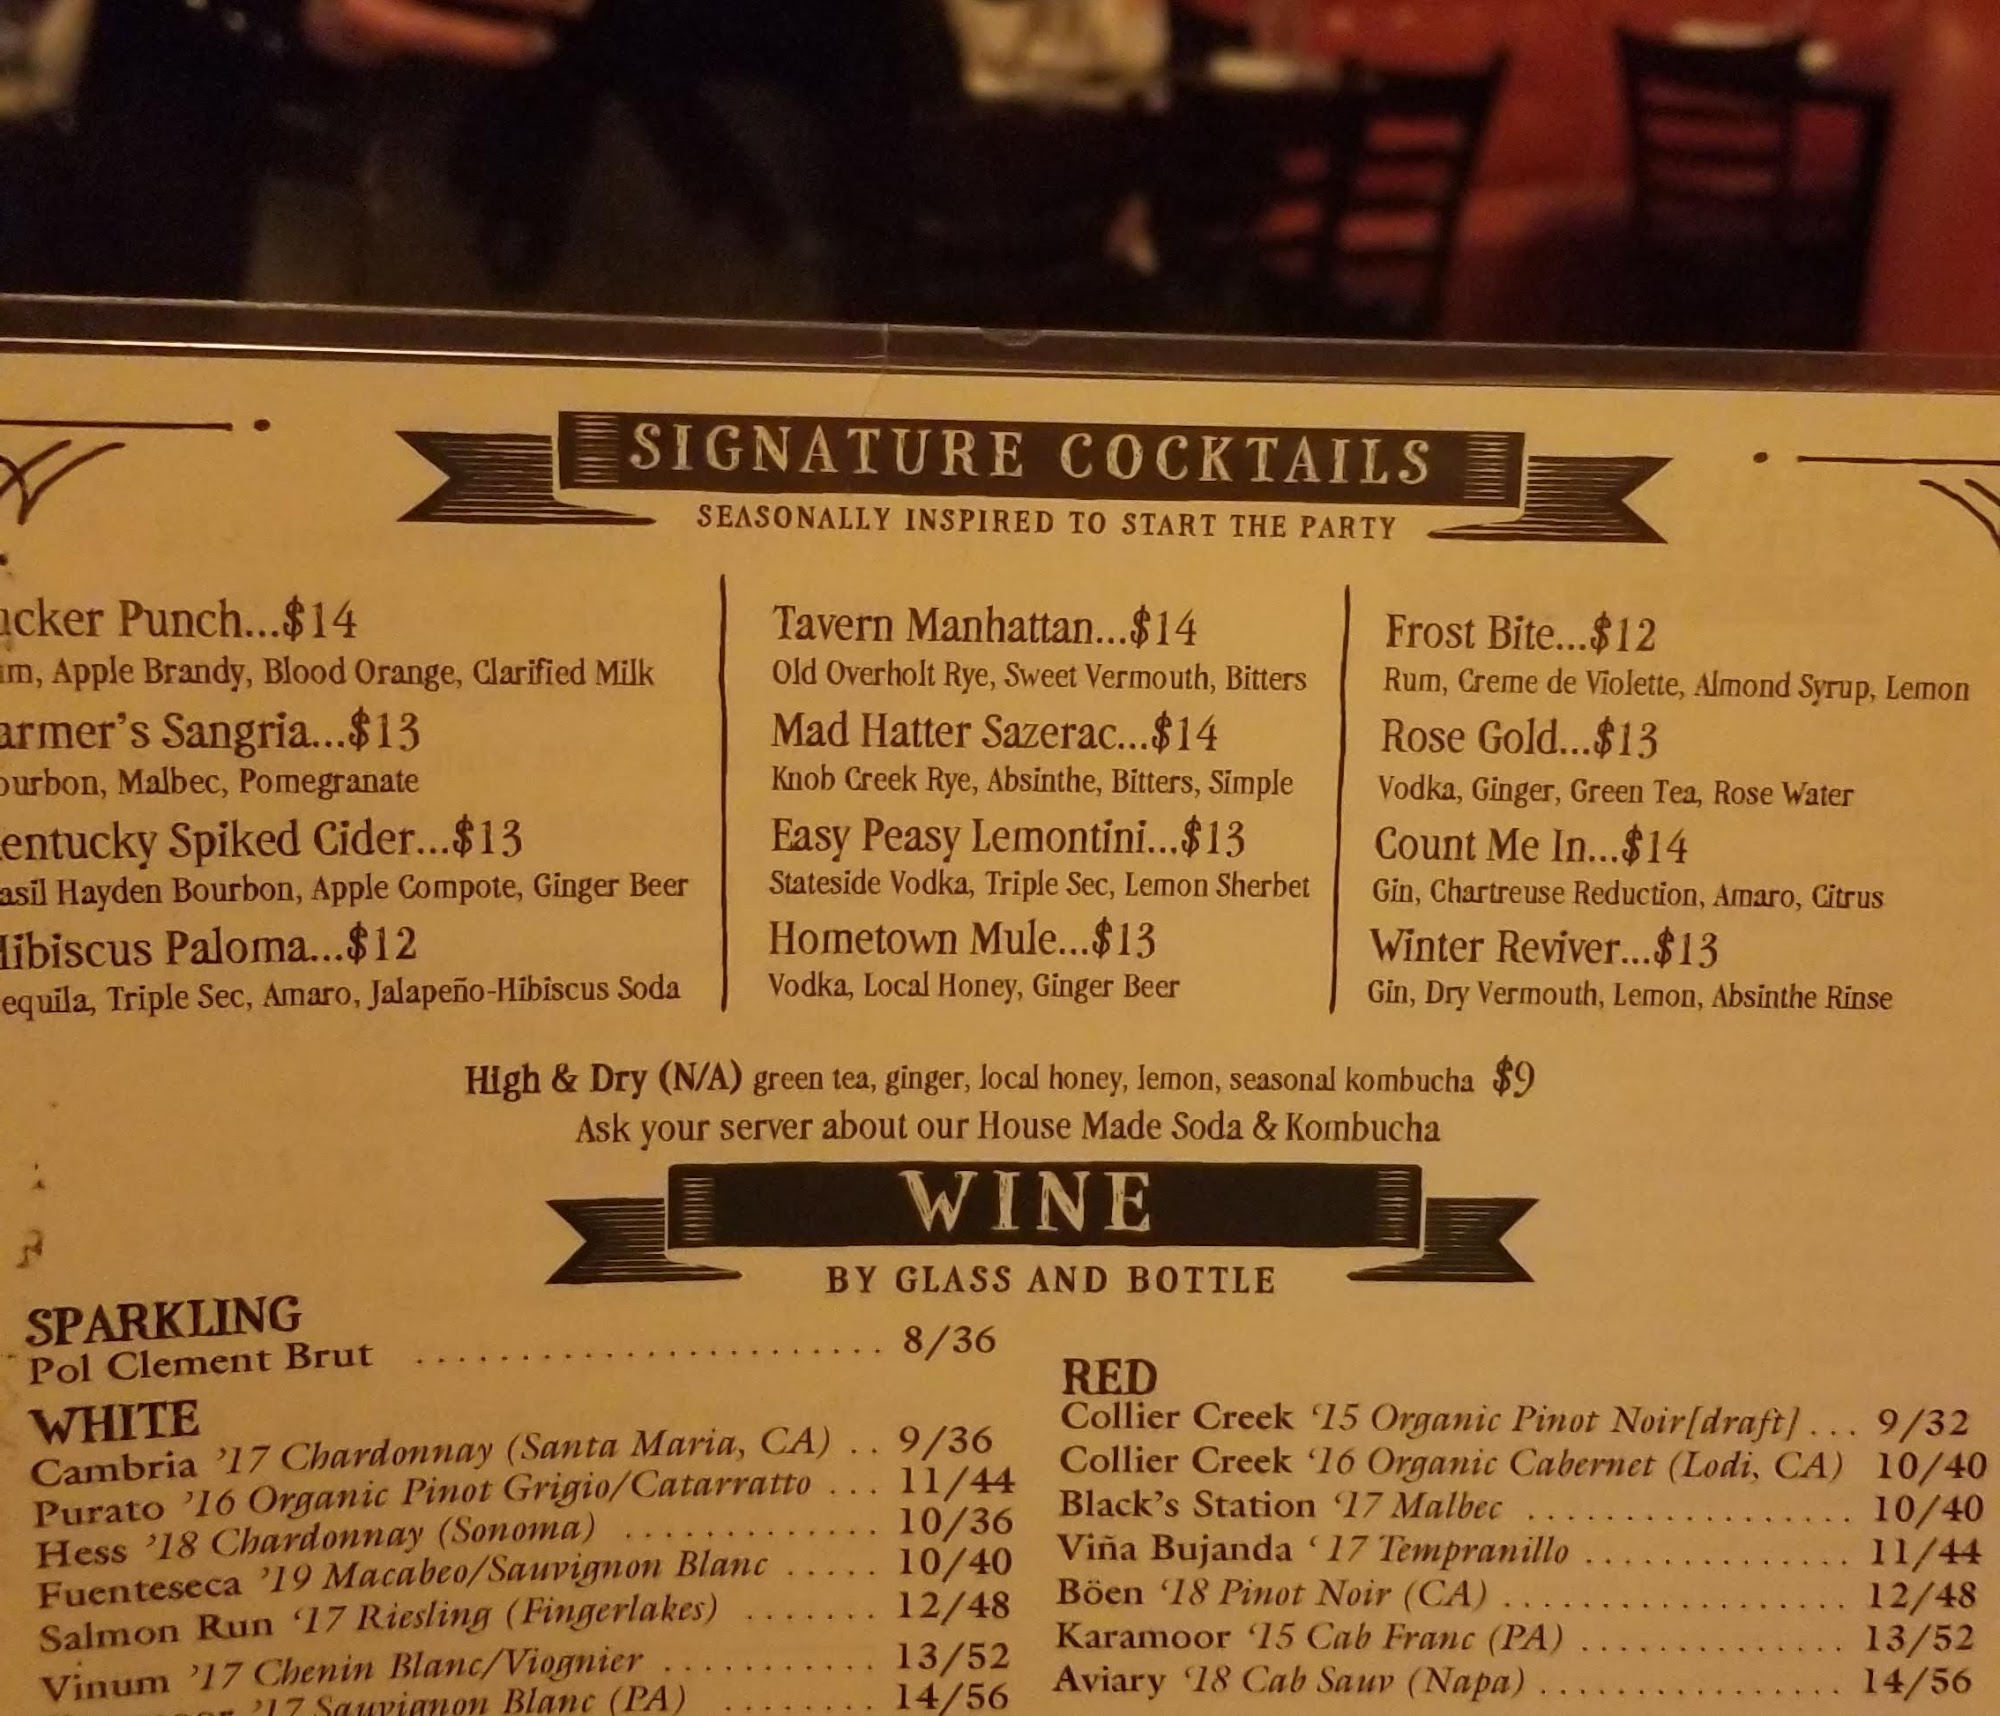 SIGNATURE COCKTAILS
SEASONALLY INSPIRED TO START THE PARTY
Punch...$14
Apple Brandy, Blood Orange, Clarified Milk
Sangria...$13
Malbec, Pomegranate
Spiked Cider...$13
Hayden Bourbon, Apple Compote, Ginger Beer
Paloma...$12
Triple Sec, Amaro, Jalapeño-Hibiscus Soda
Tavern Manhattan...$14
Old Overholt Rye, Sweet Vermouth, Bitters
Mad Hatter Sazerac...$14
Knob Creek Rye, Absinthe, Bitters, Simple
Easy Peasy Lemontini...$13
Stateside Vodka, Triple Sec, Lemon Sherbet
Hometown Mule...$13
Vodka, Local Honey, Ginger Beer
Frost Bite...$12
Rum, Creme de Violette, Almond Syrup, Lemon
Rose Gold...$13
Vodka, Ginger, Green Tea, Rose Water
Count Me In...$14
Gin, Chartreuse Reduction, Amaro, Citrus
Winter Reviver...$13
Gin, Dry Vermouth, Lemon, Absinthe Rinse
High & Dry (N/A) green tea, ginger, local honey, lemon, seasonal kombucha $9
Ask your server about our House Made Soda & Kombucha
WINE
BY GLASS AND BOTTLE
SPARKLING
Pol Clement Brut ........................ 8/36
WHITE
Cambria '17 Chardonnay (Santa Maria, CA) .. 9/36
Purato '16 Organic Pinot Grigio/Catarratto ... 11/44
Hess '18 Chardonnay (Sonoma) ............. 10/36
Fuenteseca '19 Macabeo/Sauvignon Blanc ..... 10/40
Salmon Run '17 Riesling (Fingerlakes) ....... 12/48
Vinum '17 Chenin Blanc/Viognier ........... 13/52
'17 Sauvignon Blanc (PA) ........ 14/56
RED
Collier Creek '15 Organic Pinot Noir[draft] ... 9/32
Collier Creek '16 Organic Cabernet (Lodi, CA) 10/40
Black's Station '17 Malbec .................. 10/40
Viña Bujanda '17 Tempranillo .............. 11/44
Böen '18 Pinot Noir (CA) ................... 12/48
Karamoor '15 Cab Franc (PA) .............. 13/52
Aviary '18 Cab Sauv (Napa) ................ 14/56